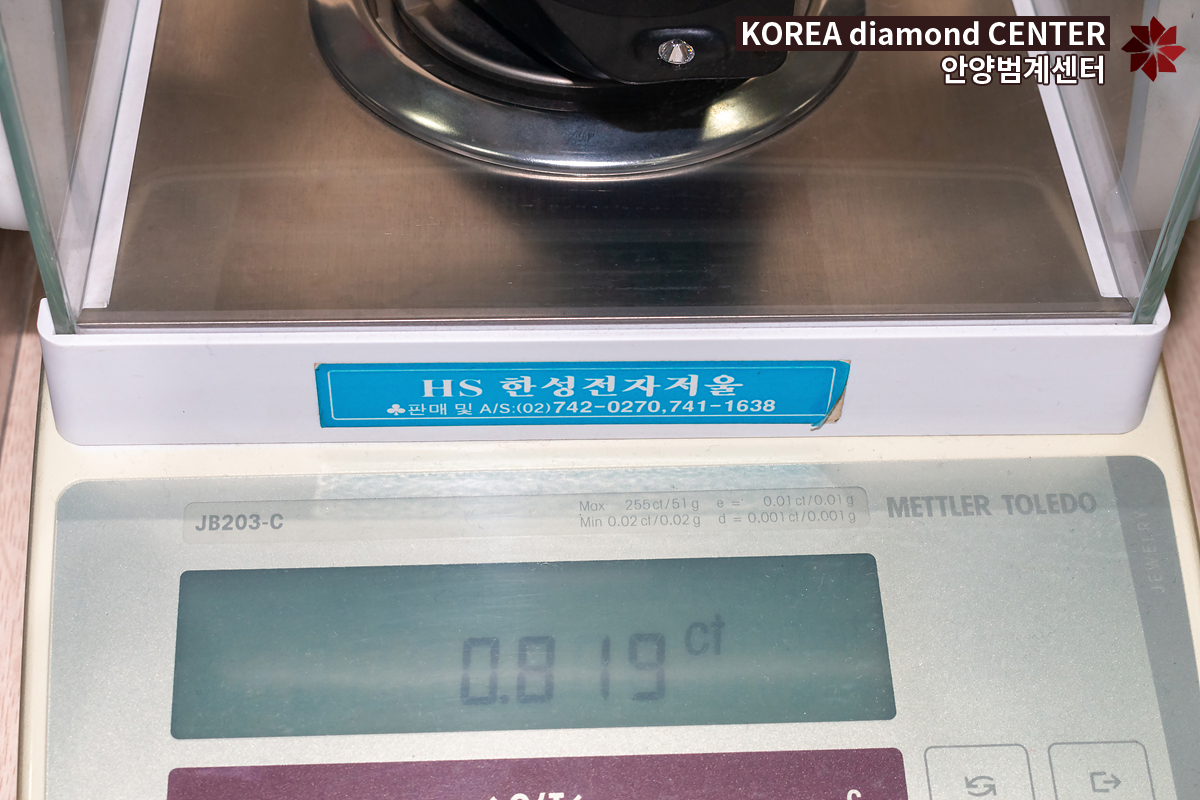 KOREA diamond CENTER
안양범계센터
HS 한성전자저울
♣판매 및 A/S:(02)742-0270,741-1638
JB203-C
Max 255ct/51g e = 0.01ct/0.01g
Min 0.02ct/0.02g d = 0.001ct/0.001g
METTLER TOLEDO
JEWELRY
0.819 ct